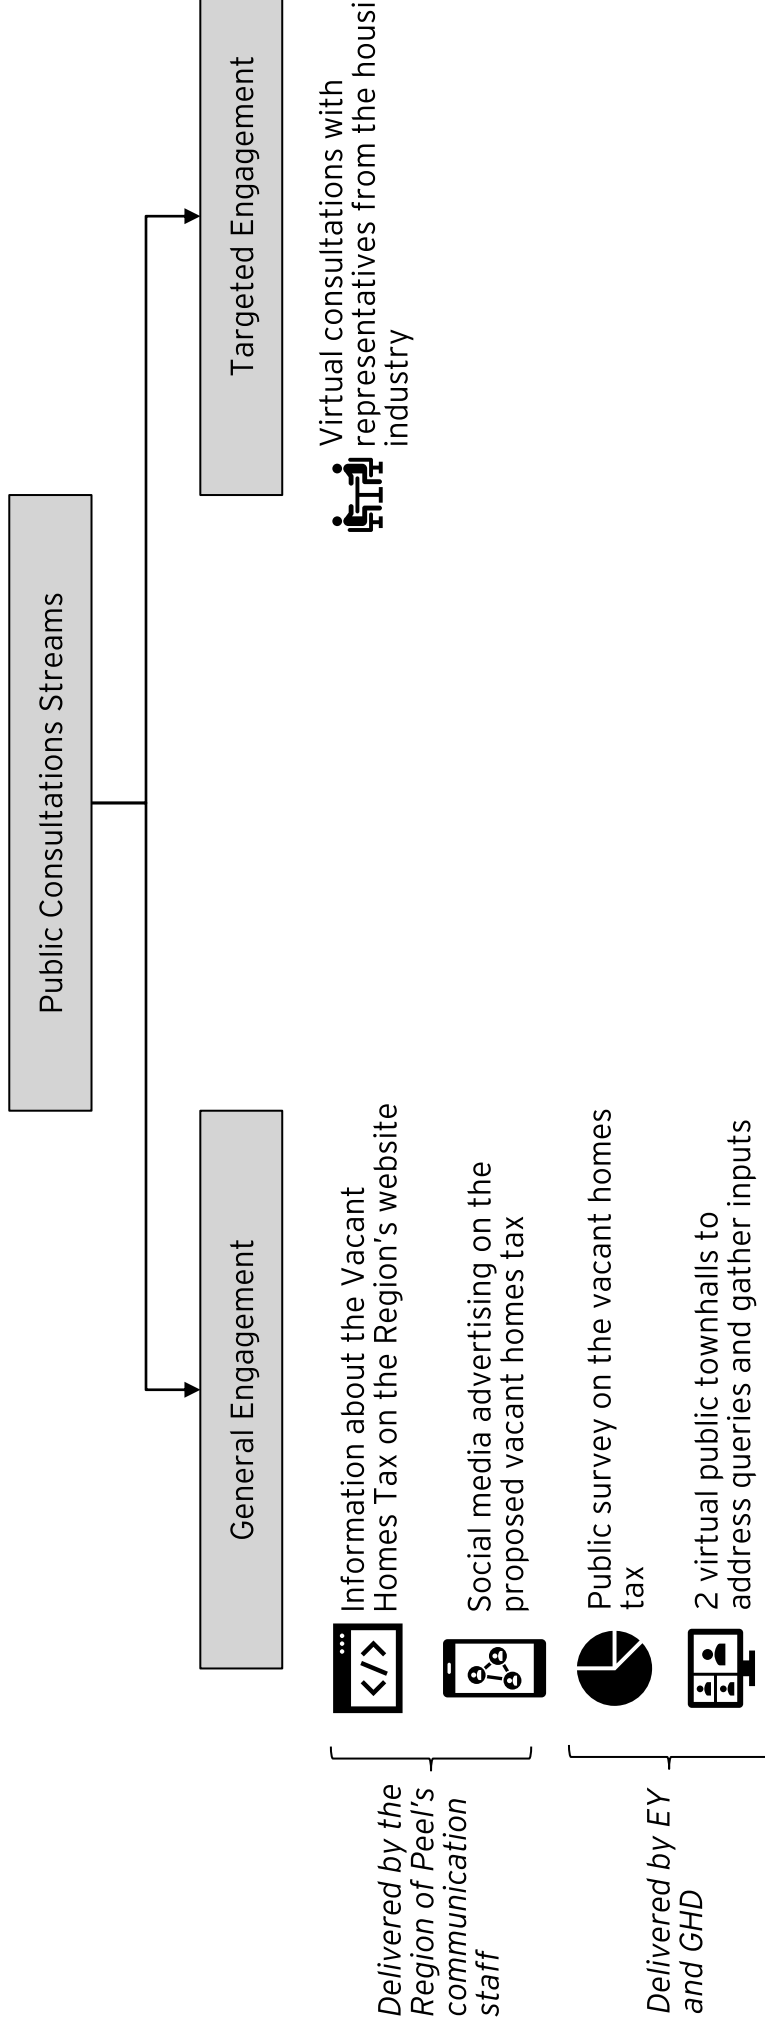 Public Consultations Streams
General Engagement
Targeted Engagement
Delivered by the
Region of Peel's
communication
staff
Information about the Vacant
Homes Tax on the Region's website
Social media advertising on the
proposed vacant homes tax
Delivered by EY
and GHD
Public survey on the vacant homes
tax
2 virtual public townhalls to
address queries and gather inputs
Virtual consultations with
representatives from the housi
industry